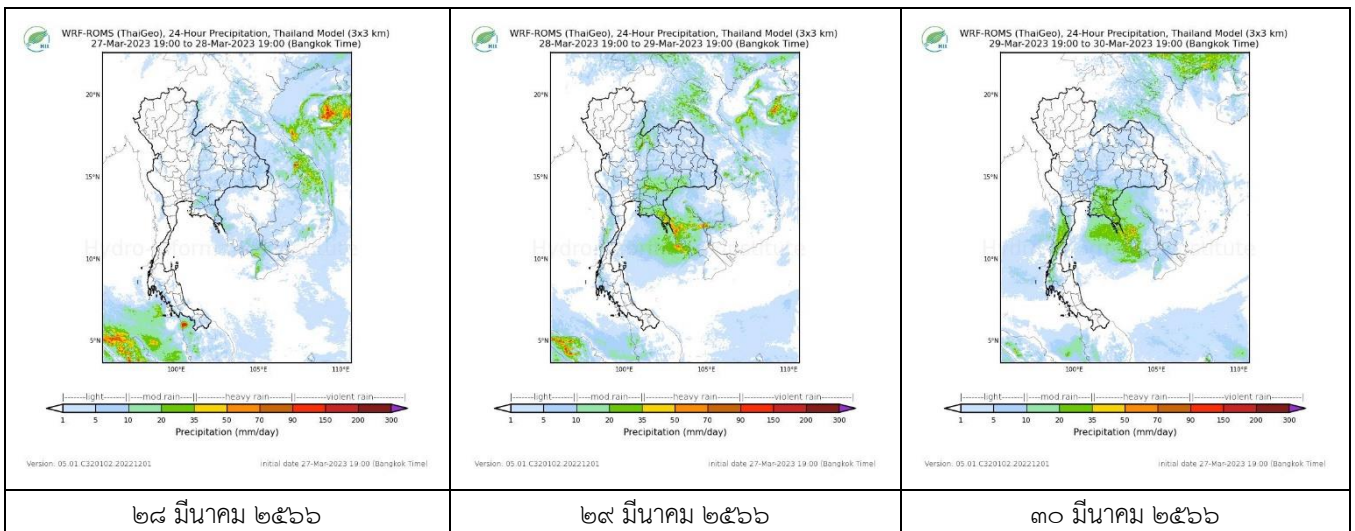 WRF-ROMS (ThaiGeo), 24-Hour Precipitation, Thailand Model (3x3 km)
27-Mar-2023 19:00 to 28-Mar-2023 19:00 (Bangkok Time)
HII
20°N
15°N
10°N
5°N
100°E 105°E 110°E
|-------light-------||---mod.rain---||-------heavy rain-------||-------violent rain-------|
1 5 10 20 35 50 70 90 150 200 300
Precipitation (mm/day)
Version: 05.01.C320102.20221201 initial date 27-Mar-2023 19:00 (Bangkok Time)
๒๘ มีนาคม ๒๕๖๖
WRF-ROMS (ThaiGeo), 24-Hour Precipitation, Thailand Model (3x3 km)
28-Mar-2023 19:00 to 29-Mar-2023 19:00 (Bangkok Time)
HII
20°N
15°N
10°N
5°N
100°E 105°E 110°E
|-------light-------||---mod.rain---||-------heavy rain-------||-------violent rain-------|
1 5 10 20 35 50 70 90 150 200 300
Precipitation (mm/day)
Version: 05.01.C320102.20221201 initial date 27-Mar-2023 19:00 (Bangkok Time)
๒๙ มีนาคม ๒๕๖๖
WRF-ROMS (ThaiGeo), 24-Hour Precipitation, Thailand Model (3x3 km)
29-Mar-2023 19:00 to 30-Mar-2023 19:00 (Bangkok Time)
HII
20°N
15°N
10°N
5°N
100°E 105°E 110°E
|-------light-------||---mod.rain---||-------heavy rain-------||-------violent rain-------|
1 5 10 20 35 50 70 90 150 200 300
Precipitation (mm/day)
Version: 05.01.C320102.20221201 initial date 27-Mar-2023 19:00 (Bangkok Time)
๓๐ มีนาคม ๒๕๖๖